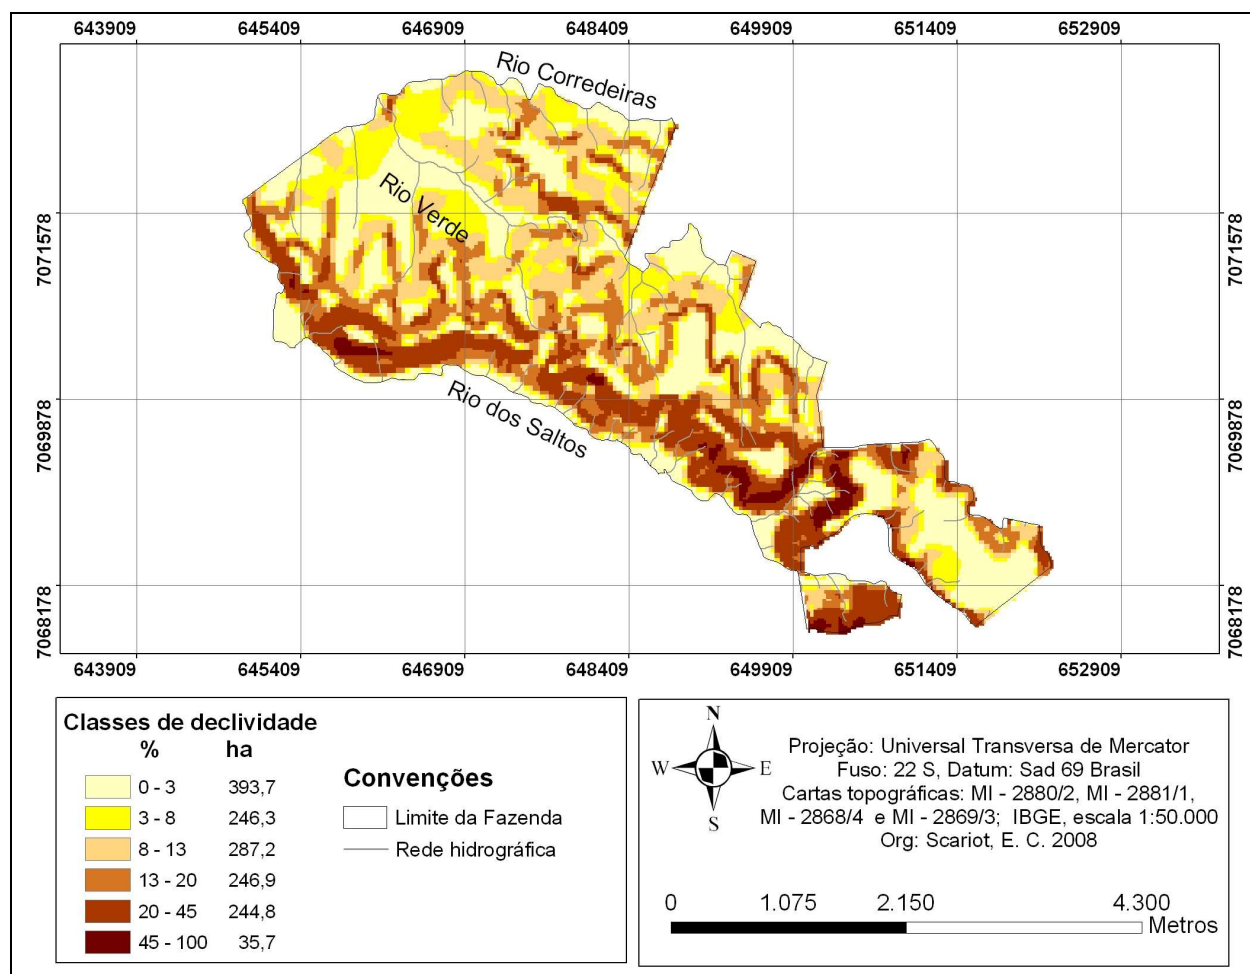 643909 645409 646909 648409 649909 651409 652909
Rio Corredeiras
Rio Verde
Rio dos Saltos
7071578 7071578
7069878 7069878
7068178 7068178
643909 645409 646909 648409 649909 651409 652909
Classes de declividade
% ha
0 - 3 393,7
3 - 8 246,3
8 - 13 287,2
13 - 20 246,9
20 - 45 244,8
45 - 100 35,7
Convenções
Limite da Fazenda
Rede hidrográfica
N
W E
S
Projeção: Universal Transversa de Mercator
Fuso: 22 S, Datum: Sad 69 Brasil
Cartas topográficas: MI - 2880/2, MI - 2881/1,
MI - 2868/4 e MI - 2869/3; IBGE, escala 1:50.000
Org: Scariot, E. C. 2008
0 1.075 2.150 4.300
Metros